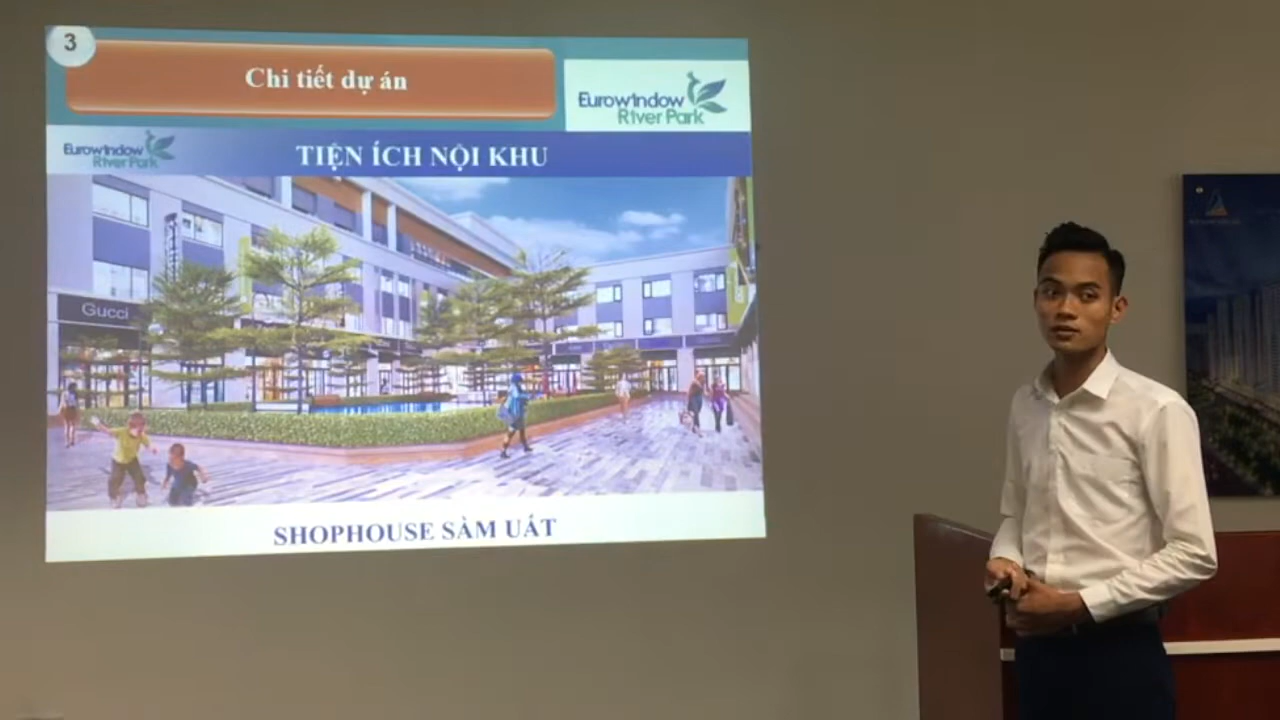 3
Chi tiết dự án
Eurowindow
River Park
Eurowindow
River Park
TIỆN ÍCH NỘI KHU
Gucci
SHOPHOUSE SẦM UẤT